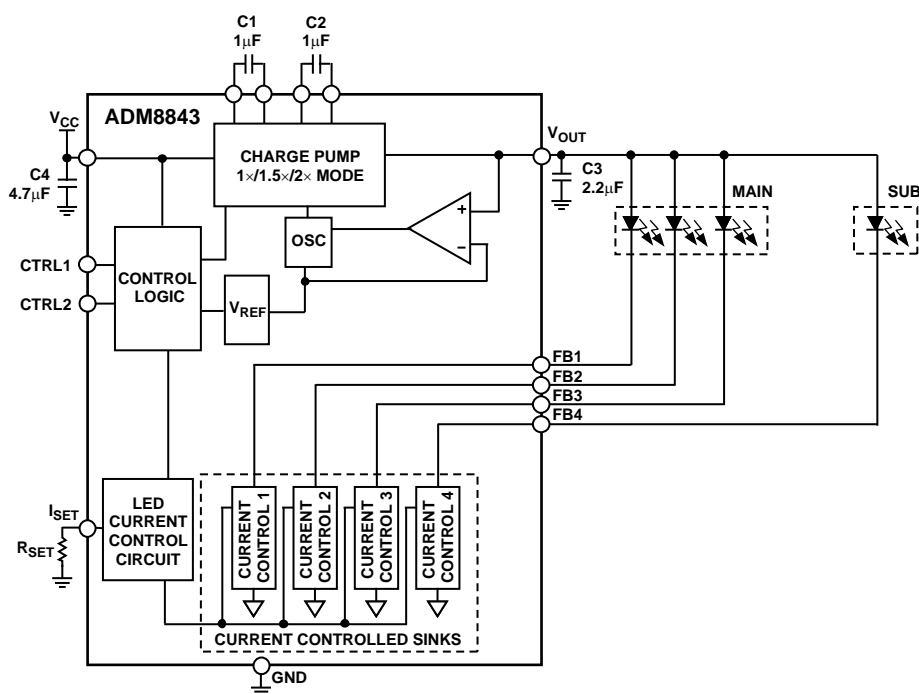 C1
1μF
C2
1μF
ADM8843
VCC
C4
4.7μF
CHARGE PUMP
1×/1.5×/2× MODE
VOUT
C3
2.2μF
MAIN
SUB
OSC
+
–
CTRL1
CTRL2
CONTROL
LOGIC
VREF
FB1
FB2
FB3
FB4
ISET
RSET
LED
CURRENT
CONTROL
CIRCUIT
CURRENT
CONTROL 1
CURRENT
CONTROL 2
CURRENT
CONTROL 3
CURRENT
CONTROL 4
CURRENT CONTROLLED SINKS
GND